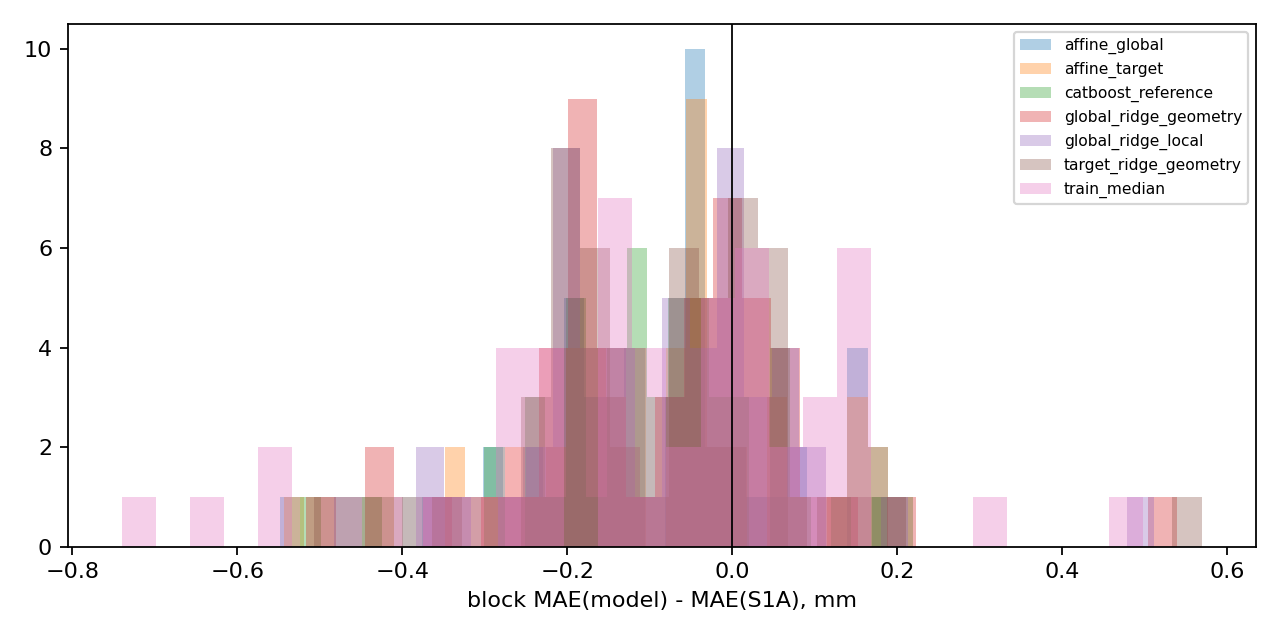 10
8
6
4
2
0
−0.8 −0.6 −0.4 −0.2 0.0 0.2 0.4 0.6
block MAE(model) - MAE(S1A), mm
affine_global
affine_target
catboost_reference
global_ridge_geometry
global_ridge_local
target_ridge_geometry
train_median